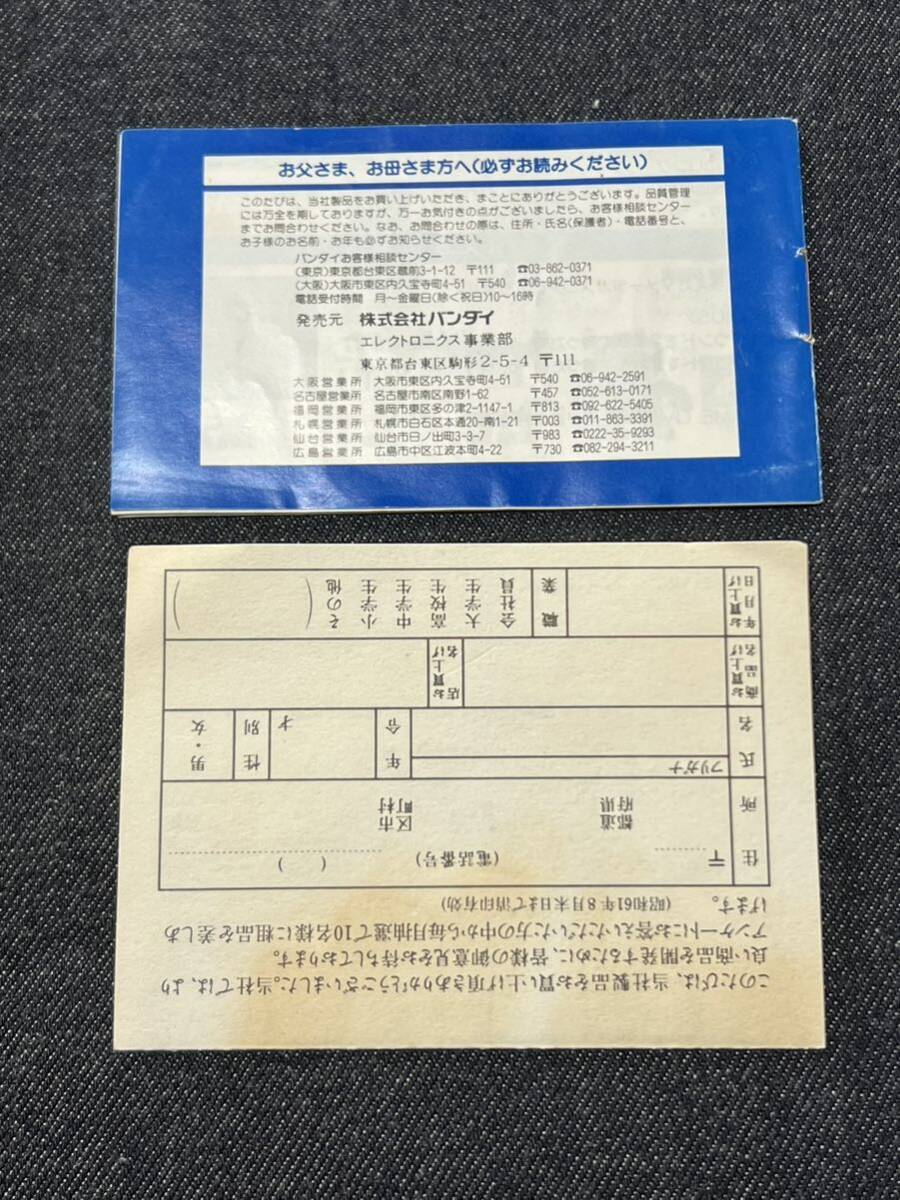 お父さま、お母さま方へ(必ずお読みください)
このたびは、当社製品をお買い上げいただき、まことにありがとうございます。品質管理
には万全を期しておりますが、万一お気付きの点がございましたら、お客様相談センター
までお問合わせください。なお、お問合わせの際は、住所・氏名(保護者)・電話番号と、
お子様のお名前・お年も必ずお知らせください。
バンダイお客様相談センター
(東京)東京都台東区蔵前3-1-12 〒111 ☎03-862-0371
(大阪)大阪市東区内久宝寺町4-51 〒540 ☎06-942-0371
電話受付時間 月〜金曜日(除く祝日)10〜16時
発売元 株式会社バンダイ
エレクトロニクス事業部
東京都台東区駒形2-5-4 〒111
大阪営業所 大阪市東区内久宝寺町4-51 〒540 ☎06-942-2591
名古屋営業所 名古屋市南区南野1-62 〒457 ☎052-613-0171
福岡営業所 福岡市東区多の津2-1147-1 〒813 ☎092-622-5405
札幌営業所 札幌市白石区本通20-南1-21 〒003 ☎011-863-3391
仙台営業所 仙台市日ノ出町3-3-7 〒983 ☎0222-35-9293
広島営業所 広島市中区江波本町4-22 〒730 ☎082-294-3211
このたびは、当社製品をお買い上げ頂きありがとうございました。当社では、より
良い商品を開発するために、皆様の御意見をお待ちしております。
アンケートにお答えいただいた方の中から毎月抽選で10名様に粗品を差しあ
げます。 (昭和61年8月末日まで消印有効)
住所 〒 (電話番号) ( )
都道府県 区市町村
氏名 フリガナ 年令 才 性別 男・女
お買上げ商品名 お買上げ店名
お買上げ年月日 職業 会社員 大学生 高校生 中学生 小学生 その他 ( )